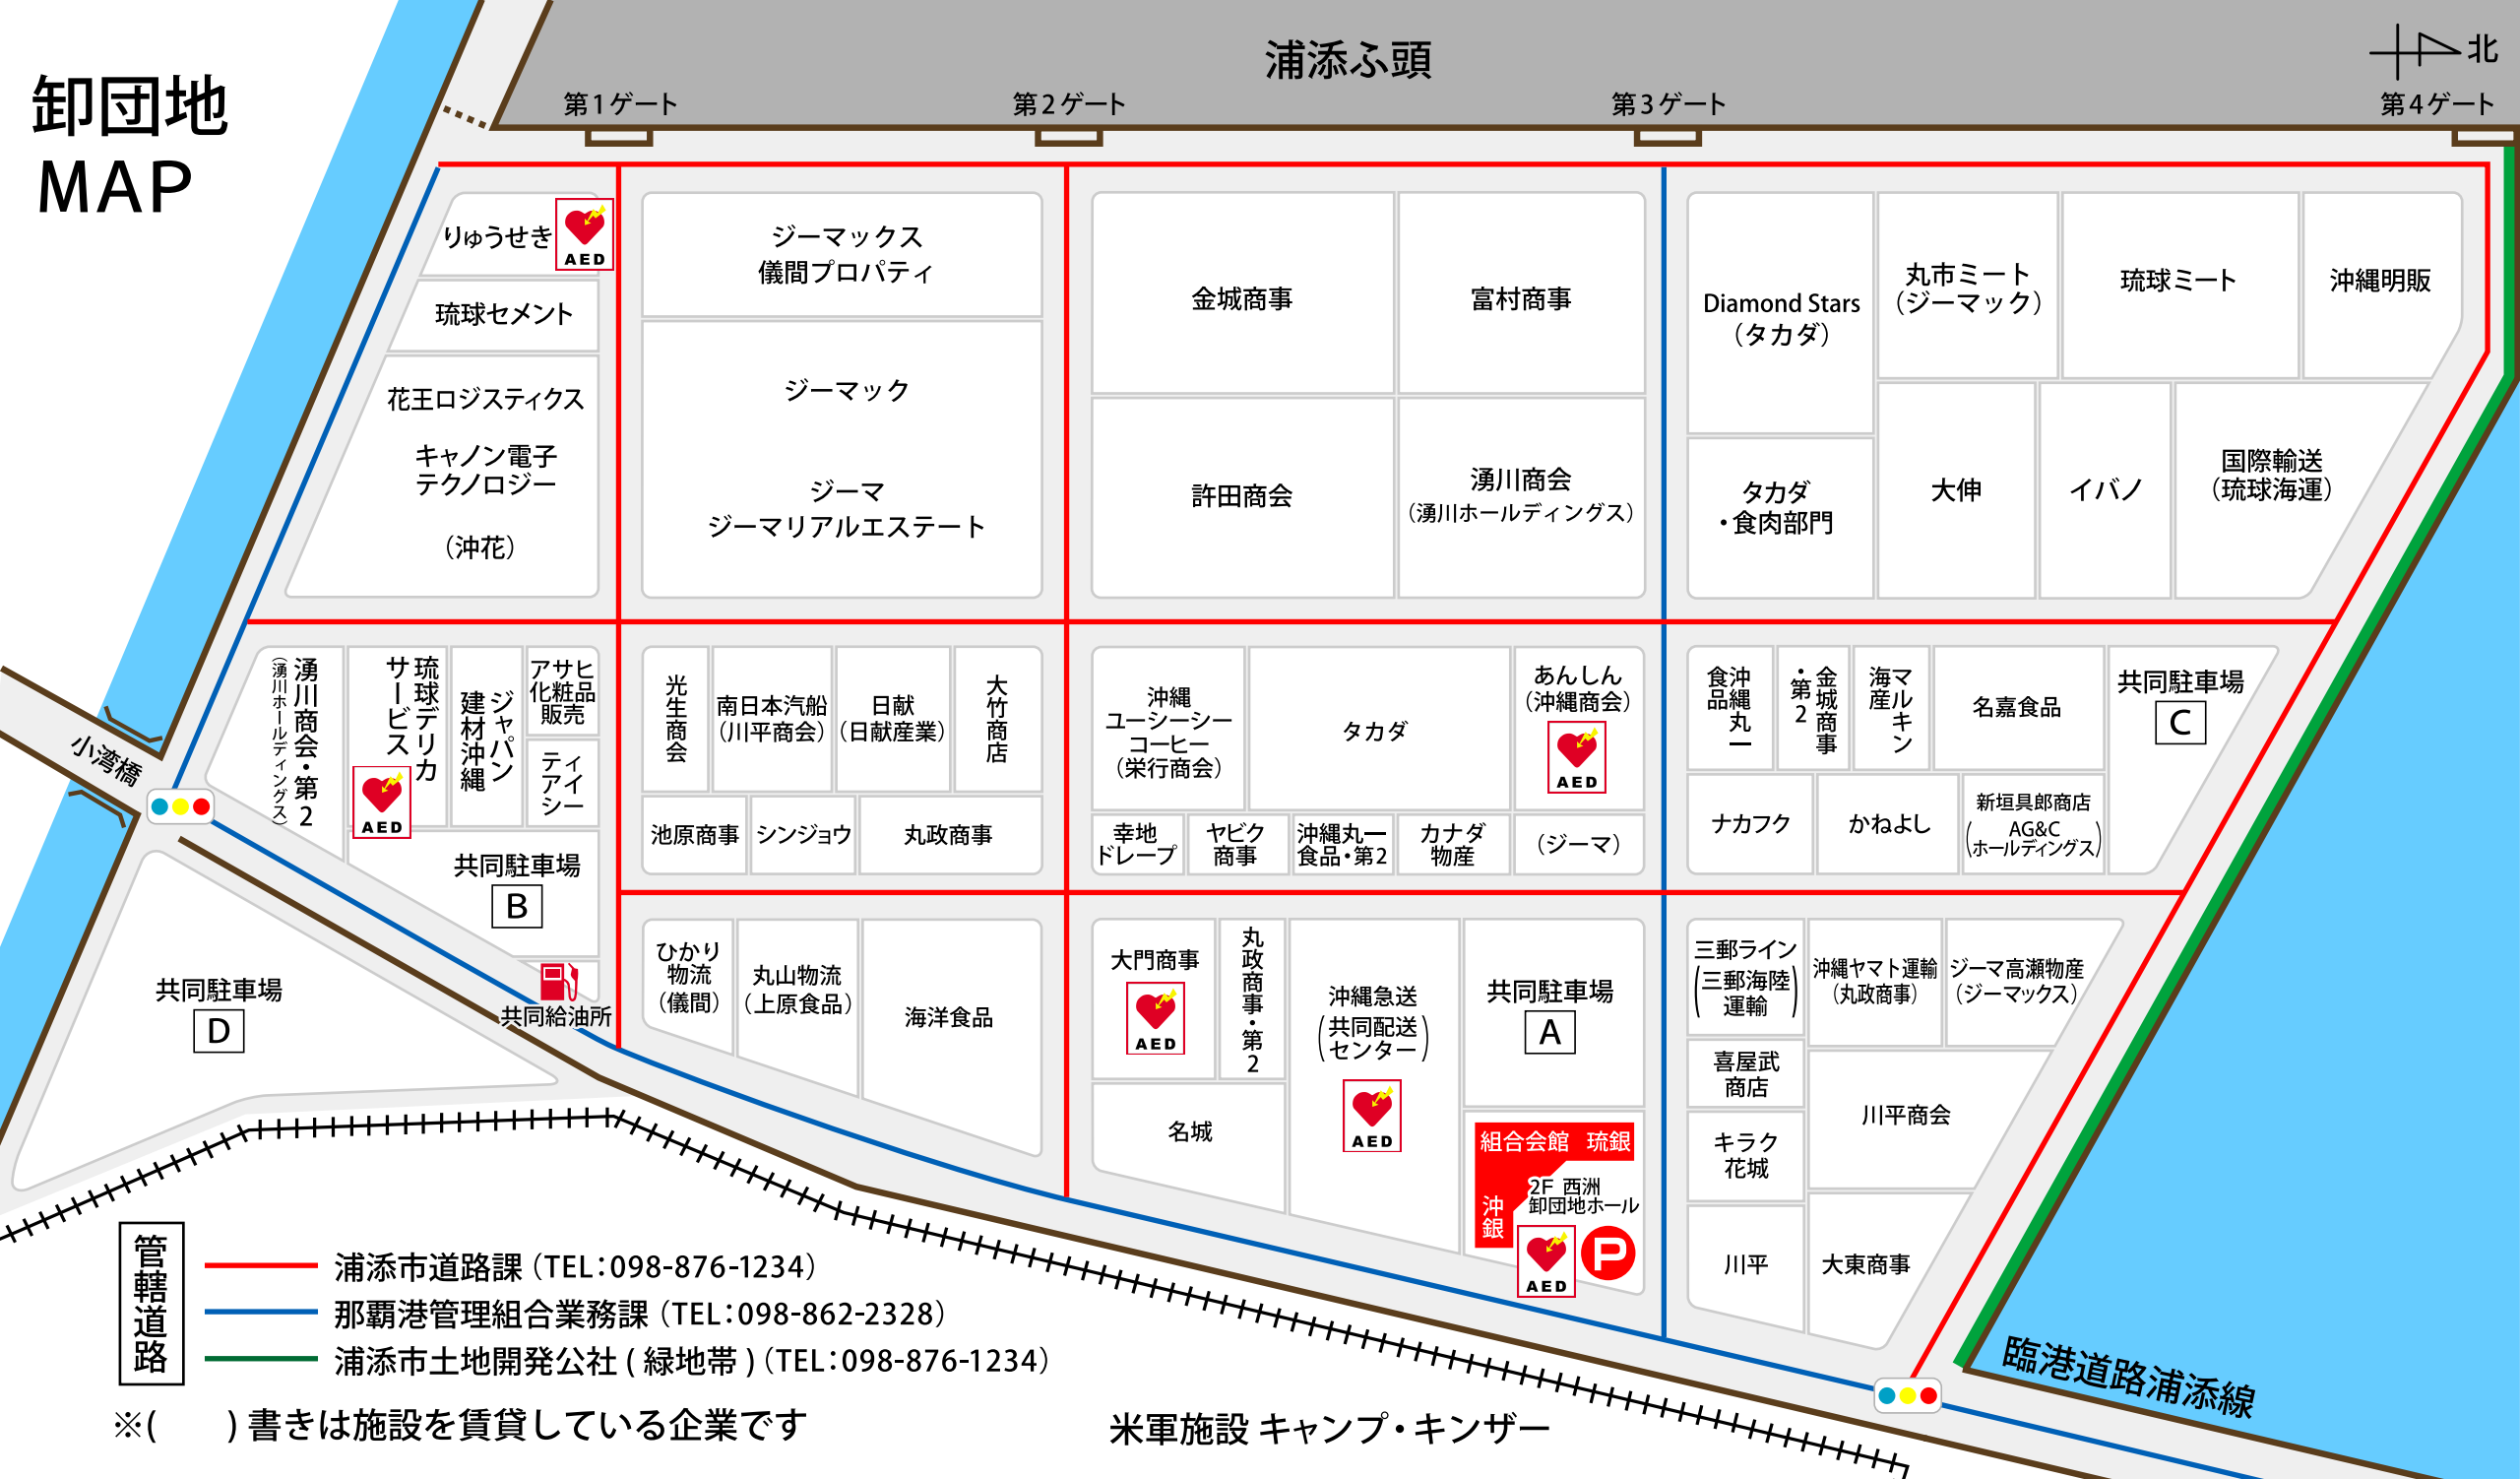 卸団地
MAP
浦添ふ頭
北
第1ゲート
第2ゲート
第3ゲート
第4ゲート
りゅうせき
AED
琉球セメント
花王ロジスティクス
キャノン電子
テクノロジー
（沖花）
ジーマックス
儀間プロパティ
ジーマック
ジーマ
ジーマリアルエステート
金城商事
富村商事
許田商会
湧川商会
（湧川ホールディングス）
Diamond Stars
（タカダ）
丸市ミート
（ジーマック）
琉球ミート
沖縄明販
タカダ
・食肉部門
大伸
イバノ
国際輸送
（琉球海運）
湧川商会・第2
（湧川ホールディングス）
琉球デリカ
サービス
AED
ジャパン
建材沖縄
アサヒ
化粧品
販売
ティ
アイ
シー
共同駐車場
B
小湾橋
光生商会
南日本汽船
（川平商会）
日献
（日献産業）
大竹商店
池原商事
シンジョウ
丸政商事
沖縄
ユーシーシー
コーヒー
（栄行商会）
タカダ
あんしん
（沖縄商会）
AED
幸地
ドレープ
ヤビク
商事
沖縄丸一
食品・第2
カナダ
物産
（ジーマ）
沖縄丸一
食品
金城商事
・第2
マルキン
海産
名嘉食品
共同駐車場
C
ナカフク
かねよし
新垣具郎商店
（AG&C
ホールディングス）
共同駐車場
D
共同給油所
ひかり
物流
（儀間）
丸山物流
（上原食品）
海洋食品
大門商事
AED
丸政商事・第2
名城
沖縄急送
（共同配送
センター）
AED
共同駐車場
A
組合会館 琉銀
沖銀
2F 西洲
卸団地ホール
AED
P
三郵ライン
（三郵海陸
運輸）
沖縄ヤマト運輸
（丸政商事）
ジーマ高瀬物産
（ジーマックス）
喜屋武
商店
川平商会
キラク
花城
川平
大東商事
臨港道路浦添線
管轄道路
浦添市道路課（TEL：098-876-1234）
那覇港管理組合業務課（TEL：098-862-2328）
浦添市土地開発公社(緑地帯)（TEL：098-876-1234）
※(　　)書きは施設を賃貸している企業です
米軍施設 キャンプ・キンザー